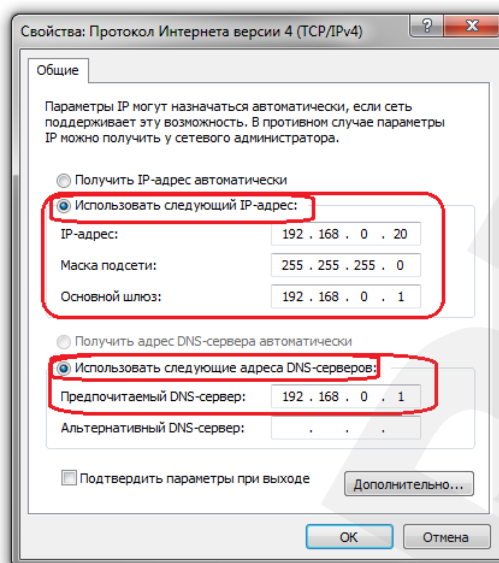 Свойства: Протокол Интернета версии 4 (TCP/IPv4)
Общие
Параметры IP могут назначаться автоматически, если сеть
поддерживает эту возможность. В противном случае параметры
IP можно получить у сетевого администратора.
Получить IP-адрес автоматически
Использовать следующий IP-адрес:
IP-адрес: 192 . 168 . 0 . 20
Маска подсети: 255 . 255 . 255 . 0
Основной шлюз: 192 . 168 . 0 . 1
Получить адрес DNS-сервера автоматически
Использовать следующие адреса DNS-серверов:
Предпочитаемый DNS-сервер: 192 . 168 . 0 . 1
Альтернативный DNS-сервер: . . .
Подтвердить параметры при выходе
Дополнительно...
ОК Отмена